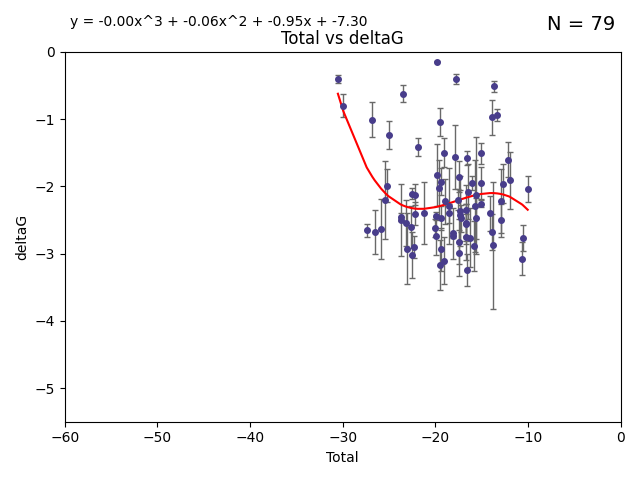 y = -0.00x^3 + -0.06x^2 + -0.95x + -7.30
N = 79
Total vs deltaG
0
−1
−2
−3
−4
−5
deltaG
−60
−50
−40
−30
−20
−10
0
Total